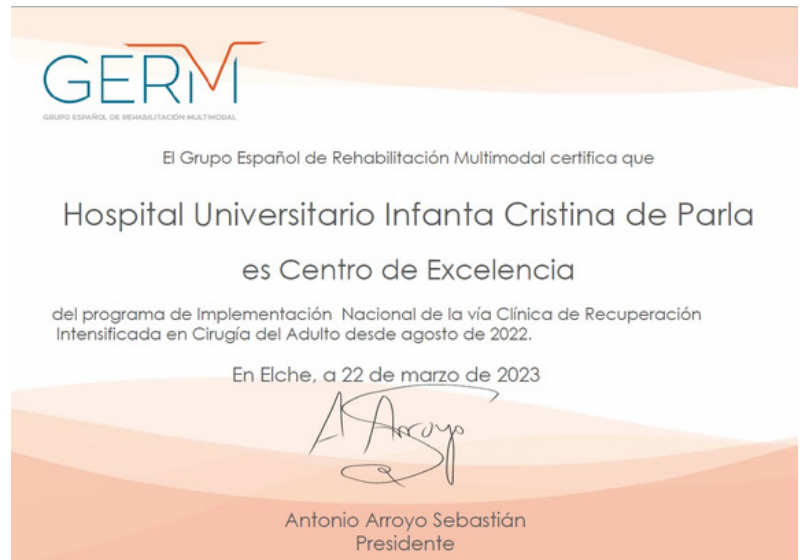 GERM
GRUPO ESPAÑOL DE REHABILITACIÓN MULTIMODAL
El Grupo Español de Rehabilitación Multimodal certifica que
Hospital Universitario Infanta Cristina de Parla
es Centro de Excelencia
del programa de Implementación Nacional de la vía Clínica de Recuperación
Intensificada en Cirugía del Adulto desde agosto de 2022.
En Elche, a 22 de marzo de 2023
A Arroyo
Antonio Arroyo Sebastián
Presidente